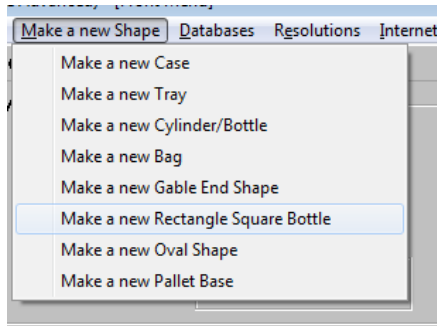 Make a new Shape Databases Resolutions Internet
Make a new Case
Make a new Tray
Make a new Cylinder/Bottle
Make a new Bag
Make a new Gable End Shape
Make a new Rectangle Square Bottle
Make a new Oval Shape
Make a new Pallet Base